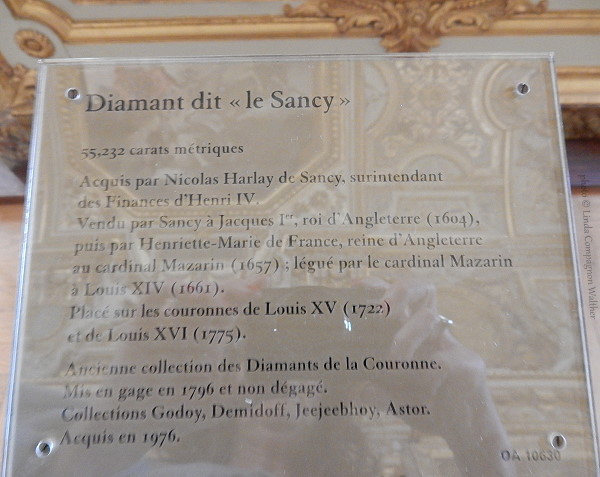 Diamant dit « le Sancy »
55,232 carats métriques
Acquis par Nicolas Harlay de Sancy, surintendant
des Finances d'Henri IV.
Vendu par Sancy à Jacques Ier, roi d'Angleterre (1604),
puis par Henriette-Marie de France, reine d'Angleterre
au cardinal Mazarin (1657) ; légué par le cardinal Mazarin
à Louis XIV (1661).
Placé sur les couronnes de Louis XV (1722)
et de Louis XVI (1775).
Ancienne collection des Diamants de la Couronne.
Mis en gage en 1796 et non dégagé.
Collections Godoy, Demidoff, Jeejeebhoy, Astor.
Acquis en 1976.
OA 10630
photo © Linda Compagnon Walther